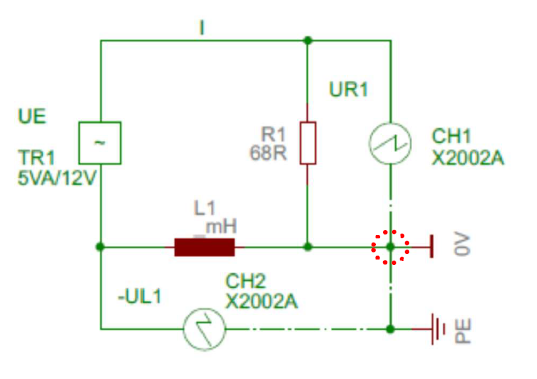 I
UE
~
TR1
5VA/12V
R1
68R
UR1
CH1
X2002A
L1
_mH
0V
-UL1
CH2
X2002A
PE